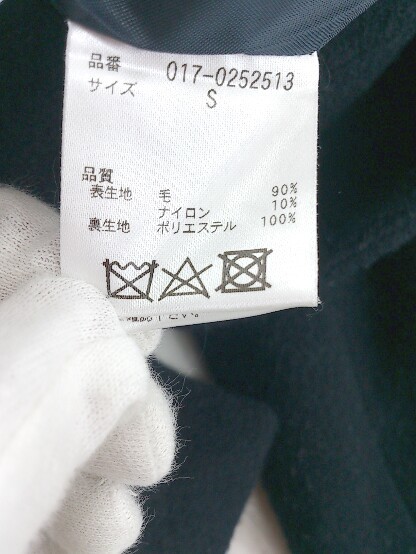 品番 017-0252513
サイズ S
品質
表生地 毛 90%
ナイロン 10%
裏生地 ポリエステル 100%